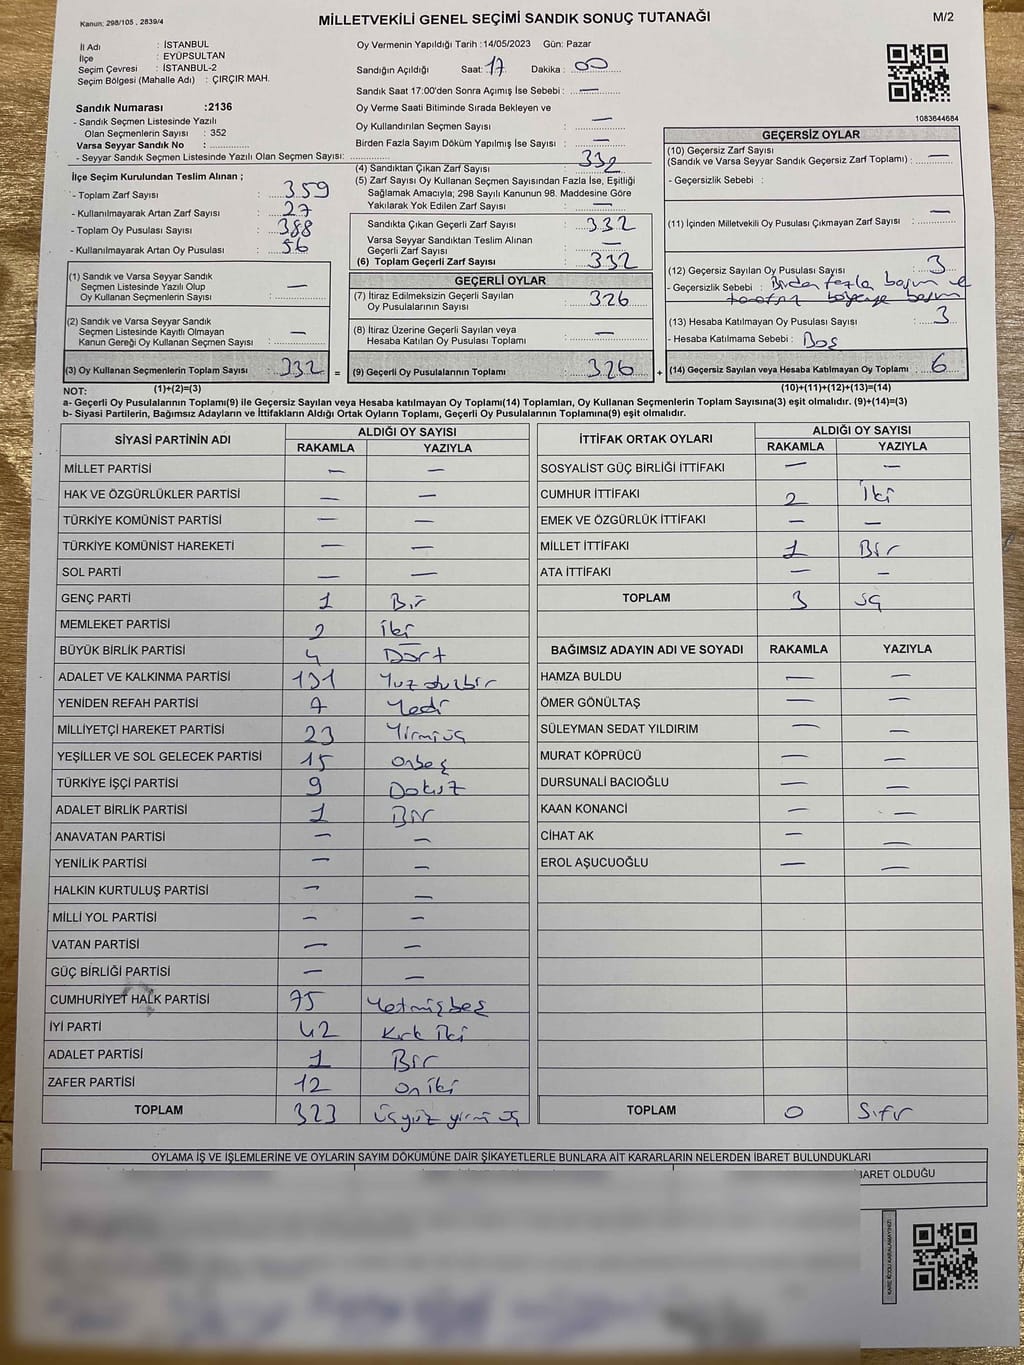 Kanun: 298/105 , 2839/4
MİLLETVEKİLİ GENEL SEÇİMİ SANDIK SONUÇ TUTANAĞI
M/2
İl Adı : İSTANBUL
İlçe : EYÜPSULTAN
Seçim Çevresi : İSTANBUL-2
Seçim Bölgesi (Mahalle Adı) : ÇIRÇIR MAH.
Sandık Numarası :2136
- Sandık Seçmen Listesinde Yazılı
Olan Seçmenlerin Sayısı : 352
Varsa Seyyar Sandık No :
- Seyyar Sandık Seçmen Listesinde Yazılı Olan Seçmen Sayısı:
İlçe Seçim Kurulundan Teslim Alınan ;
- Toplam Zarf Sayısı : 359
- Kullanılmayarak Artan Zarf Sayısı : 27
- Toplam Oy Pusulası Sayısı : 388
- Kullanılmayarak Artan Oy Pusulası : 56
(1) Sandık ve Varsa Seyyar Sandık
Seçmen Listesinde Yazılı Olup
Oy Kullanan Seçmenlerin Sayısı : —
(2) Sandık ve Varsa Seyyar Sandık
Seçmen Listesinde Kayıtlı Olmayan
Kanun Gereği Oy Kullanan Seçmen Sayısı : —
(3) Oy Kullanan Seçmenlerin Toplam Sayısı : 332 =
(1)+(2)=(3)
Oy Vermenin Yapıldığı Tarih :14/05/2023 Gün: Pazar
Sandığın Açıldığı Saat: 17 Dakika : 00
Sandık Saat 17:00'den Sonra Açımış İse Sebebi : —
Oy Verme Saati Bitiminde Sırada Bekleyen ve
Oy Kullandırılan Seçmen Sayısı : —
Birden Fazla Sayım Döküm Yapılmış İse Sayısı : —
(4) Sandıktan Çıkan Zarf Sayısı : 332
(5) Zarf Sayısı Oy Kullanan Seçmen Sayısından Fazla İse, Eşitliği
Sağlamak Amacıyla; 298 Sayılı Kanunun 98. Maddesine Göre
Yakılarak Yok Edilen Zarf Sayısı : —
Sandıkta Çıkan Geçerli Zarf Sayısı : 332
Varsa Seyyar Sandıktan Teslim Alınan
Geçerli Zarf Sayısı : —
(6) Toplam Geçerli Zarf Sayısı : 332
GEÇERLİ OYLAR
(7) İtiraz Edilmeksizin Geçerli Sayılan
Oy Pusulalarının Sayısı : 326
(8) İtiraz Üzerine Geçerli Sayılan veya
Hesaba Katılan Oy Pusulası Toplamı : —
(9) Geçerli Oy Pusulalarının Toplamı : 326 +
1083644684
GEÇERSİZ OYLAR
(10) Geçersiz Zarf Sayısı
(Sandık ve Varsa Seyyar Sandık Geçersiz Zarf Toplamı) : —
- Geçersizlik Sebebi :
(11) İçinden Milletvekili Oy Pusulası Çıkmayan Zarf Sayısı : —
(12) Geçersiz Sayılan Oy Pusulası Sayısı : 3
- Geçersizlik Sebebi : Birden fazla basım ve
bölgeye basım
(13) Hesaba Katılmayan Oy Pusulası Sayısı : 3
- Hesaba Katılmama Sebebi : Boş
(14) Geçersiz Sayılan veya Hesaba Katılmayan Oy Toplamı : 6
(10)+(11)+(12)+(13)=(14)
NOT:
a- Geçerli Oy Pusulalarının Toplamı(9) ile Geçersiz Sayılan veya Hesaba katılmayan Oy Toplamı(14) Toplamları, Oy Kullanan Seçmenlerin Toplam Sayısına(3) eşit olmalıdır. (9)+(14)=(3)
b- Siyasi Partilerin, Bağımsız Adayların ve İttifakların Aldığı Ortak Oyların Toplamı, Geçerli Oy Pusulalarının Toplamına(9) eşit olmalıdır.
SİYASİ PARTİNİN ADI ALDIĞI OY SAYISI
RAKAMLA YAZIYLA
MİLLET PARTİSİ — —
HAK VE ÖZGÜRLÜKLER PARTİSİ — —
TÜRKİYE KOMÜNİST PARTİSİ — —
TÜRKİYE KOMÜNİST HAREKETİ — —
SOL PARTİ — —
GENÇ PARTİ 1 Bir
MEMLEKET PARTİSİ 2 iki
BÜYÜK BİRLİK PARTİSİ 4 Dört
ADALET VE KALKINMA PARTİSİ 131 Yuz otuzbir
YENİDEN REFAH PARTİSİ 7 Yedi
MİLLİYETÇİ HAREKET PARTİSİ 23 Yirmiüç
YEŞİLLER VE SOL GELECEK PARTİSİ 15 onbeş
TÜRKİYE İŞÇİ PARTİSİ 9 Dokuz
ADALET BİRLİK PARTİSİ 1 Bir
ANAVATAN PARTİSİ — —
YENİLİK PARTİSİ — —
HALKIN KURTULUŞ PARTİSİ — —
MİLLİ YOL PARTİSİ — —
VATAN PARTİSİ — —
GÜÇ BİRLİĞİ PARTİSİ — —
CUMHURİYET HALK PARTİSİ 75 Yetmişbeş
İYİ PARTİ 42 Kırk iki
ADALET PARTİSİ 1 Bir
ZAFER PARTİSİ 12 on iki
TOPLAM 323 üçyüz yirmi üç
İTTİFAK ORTAK OYLARI ALDIĞI OY SAYISI
RAKAMLA YAZIYLA
SOSYALİST GÜÇ BİRLİĞİ İTTİFAKI — —
CUMHUR İTTİFAKI 2 İki
EMEK VE ÖZGÜRLÜK İTTİFAKI — —
MİLLET İTTİFAKI 1 Bir
ATA İTTİFAKI — —
TOPLAM 3 üç
BAĞIMSIZ ADAYIN ADI VE SOYADI RAKAMLA YAZIYLA
HAMZA BULDU — —
ÖMER GÖNÜLTAŞ — —
SÜLEYMAN SEDAT YILDIRIM — —
MURAT KÖPRÜCÜ — —
DURSUNALİ BACIOĞLU — —
KAAN KONANCİ — —
CİHAT AK — —
EROL AŞUCUOĞLU — —
TOPLAM 0 Sıfır
OYLAMA İŞ VE İŞLEMLERİNE VE OYLARIN SAYIM DÖKÜMÜNE DAİR ŞİKAYETLERLE BUNLARA AİT KARARLARIN NELERDEN İBARET BULUNDUKLARI
BARET OLDUĞU